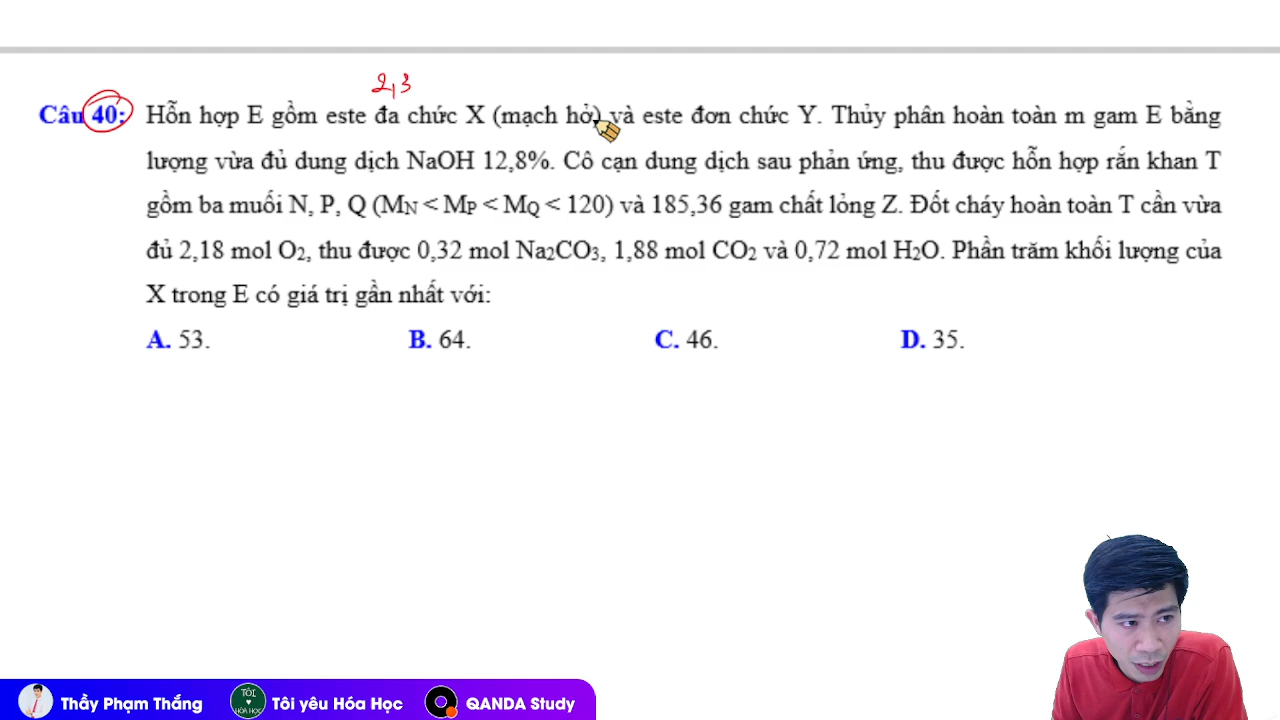 2,3
Câu 40: Hỗn hợp E gồm este đa chức X (mạch hở) và este đơn chức Y. Thủy phân hoàn toàn m gam E bằng
lượng vừa đủ dung dịch NaOH 12,8%. Cô cạn dung dịch sau phản ứng, thu được hỗn hợp rắn khan T
gồm ba muối N, P, Q (MN < MP < MQ < 120) và 185,36 gam chất lỏng Z. Đốt cháy hoàn toàn T cần vừa
đủ 2,18 mol O2, thu được 0,32 mol Na2CO3, 1,88 mol CO2 và 0,72 mol H2O. Phần trăm khối lượng của
X trong E có giá trị gần nhất với:
A. 53. B. 64. C. 46. D. 35.
Thầy Phạm Thắng TÔI HÓA HỌC Tôi yêu Hóa Học QANDA Study